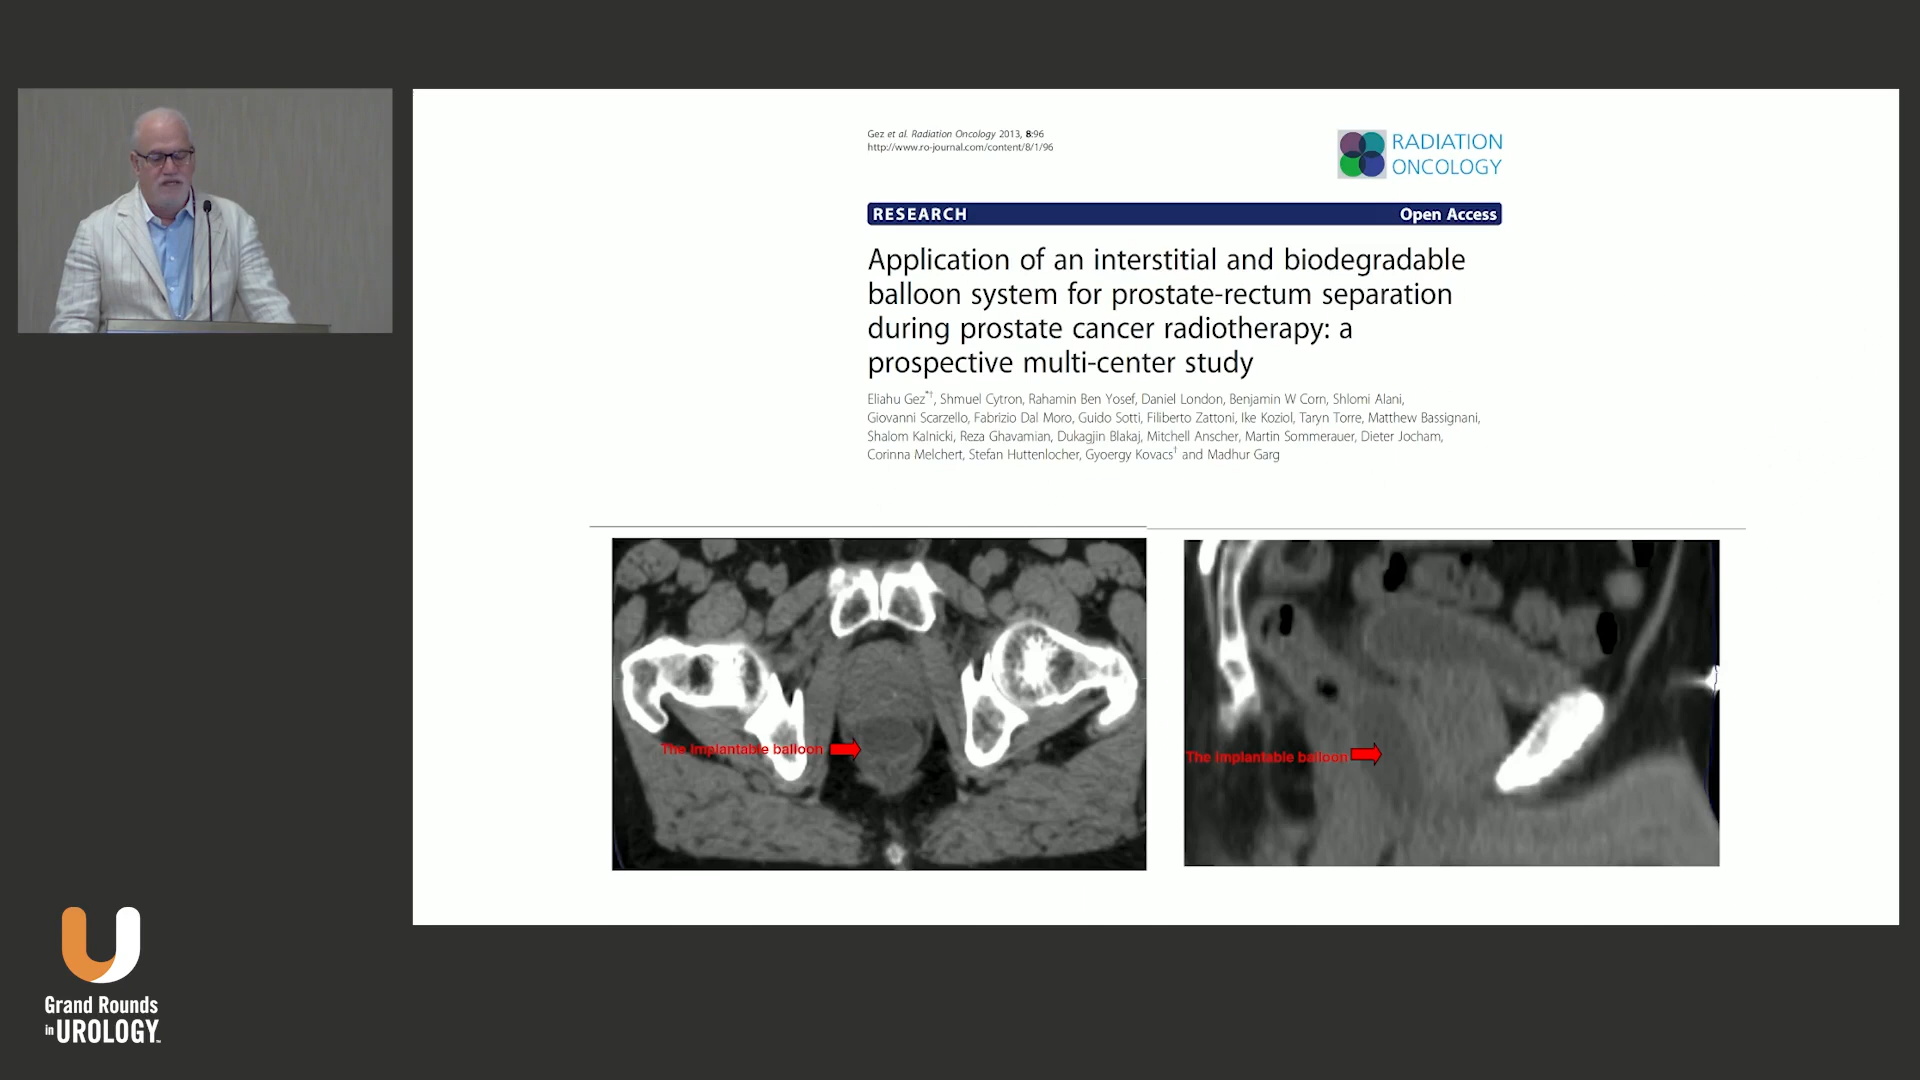 Gez et al. Radiation Oncology 2013, 8:96
http://www.ro-journal.com/content/8/1/96
RADIATION
ONCOLOGY
RESEARCH
Open Access
Application of an interstitial and biodegradable
balloon system for prostate-rectum separation
during prostate cancer radiotherapy: a
prospective multi-center study
Eliahu Gez*†, Shmuel Cytron, Rahamin Ben Yosef, Daniel London, Benjamin W Corn, Shlomi Alani,
Giovanni Scarzello, Fabrizio Dal Moro, Guido Sotti, Filiberto Zattoni, Ike Koziol, Taryn Torre, Matthew Bassignani,
Shalom Kalnicki, Reza Ghavamian, Dukagjin Blakaj, Mitchell Anscher, Martin Sommerauer, Dieter Jocham,
Corinna Melchert, Stefan Huttenlocher, Gyoergy Kovacs† and Madhur Garg
The Implantable balloon
The Implantable balloon
Grand Rounds
in UROLOGY™